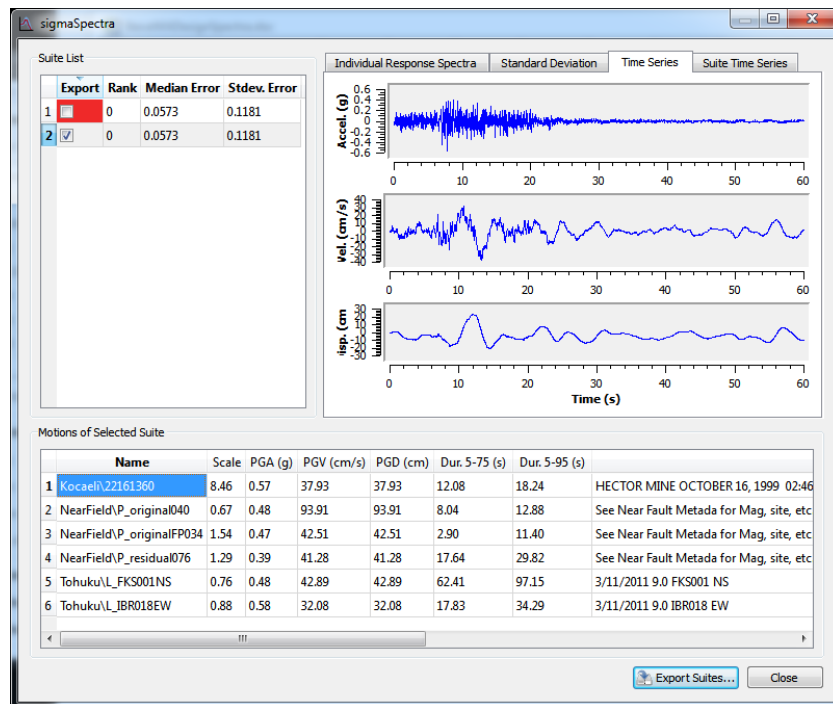 sigmaSpectra
Suite List
Export Rank Median Error Stdev. Error
1 0 0.0573 0.1181
2 0 0.0573 0.1181
Individual Response Spectra Standard Deviation Time Series Suite Time Series
Accel. (g)
0.6
0.4
0.2
0
-0.2
-0.4
-0.6
0 10 20 30 40 50 60
Vel. (cm/s)
40
30
20
10
0
-10
-20
-30
-40
0 10 20 30 40 50 60
isp. (cm
30
20
10
0
-10
-20
-30
0 10 20 30 40 50 60
Time (s)
Motions of Selected Suite
Name Scale PGA (g) PGV (cm/s) PGD (cm) Dur. 5-75 (s) Dur. 5-95 (s)
1 Kocaeli\22161360 8.46 0.57 37.93 37.93 12.08 18.24 HECTOR MINE OCTOBER 16, 1999 02:46
2 NearField\P_original040 0.67 0.48 93.91 93.91 8.04 12.88 See Near Fault Metada for Mag, site, etc
3 NearField\P_originalFP034 1.54 0.47 42.51 42.51 2.90 11.40 See Near Fault Metada for Mag, site, etc
4 NearField\P_residual076 1.29 0.39 41.28 41.28 17.64 29.82 See Near Fault Metada for Mag, site, etc
5 Tohuku\L_FKS001NS 0.76 0.48 42.89 42.89 62.41 97.15 3/11/2011 9.0 FKS001 NS
6 Tohuku\L_IBR018EW 0.88 0.58 32.08 32.08 17.83 34.29 3/11/2011 9.0 IBR018 EW
Export Suites... Close